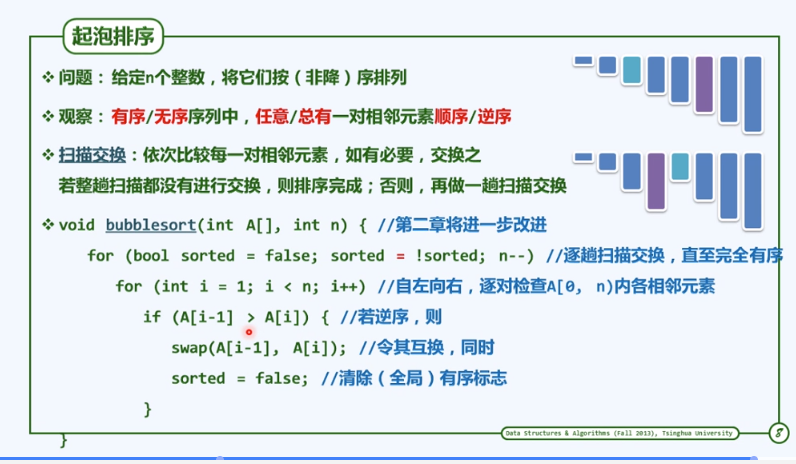 起泡排序
❖ 问题：给定n个整数，将它们按（非降）序排列
❖ 观察：有序/无序序列中，任意/总有一对相邻元素顺序/逆序
❖ 扫描交换：依次比较每一对相邻元素，如有必要，交换之
若整趟扫描都没有进行交换，则排序完成；否则，再做一趟扫描交换
❖ void bubblesort(int A[], int n) { //第二章将进一步改进
for (bool sorted = false; sorted = !sorted; n--) //逐趟扫描交换，直至完全有序
for (int i = 1; i < n; i++) //自左向右，逐对检查A[0, n)内各相邻元素
if (A[i-1] > A[i]) { //若逆序，则
swap(A[i-1], A[i]); //令其互换，同时
sorted = false; //清除（全局）有序标志
}
}
Data Structures & Algorithms (Fall 2013), Tsinghua University
8